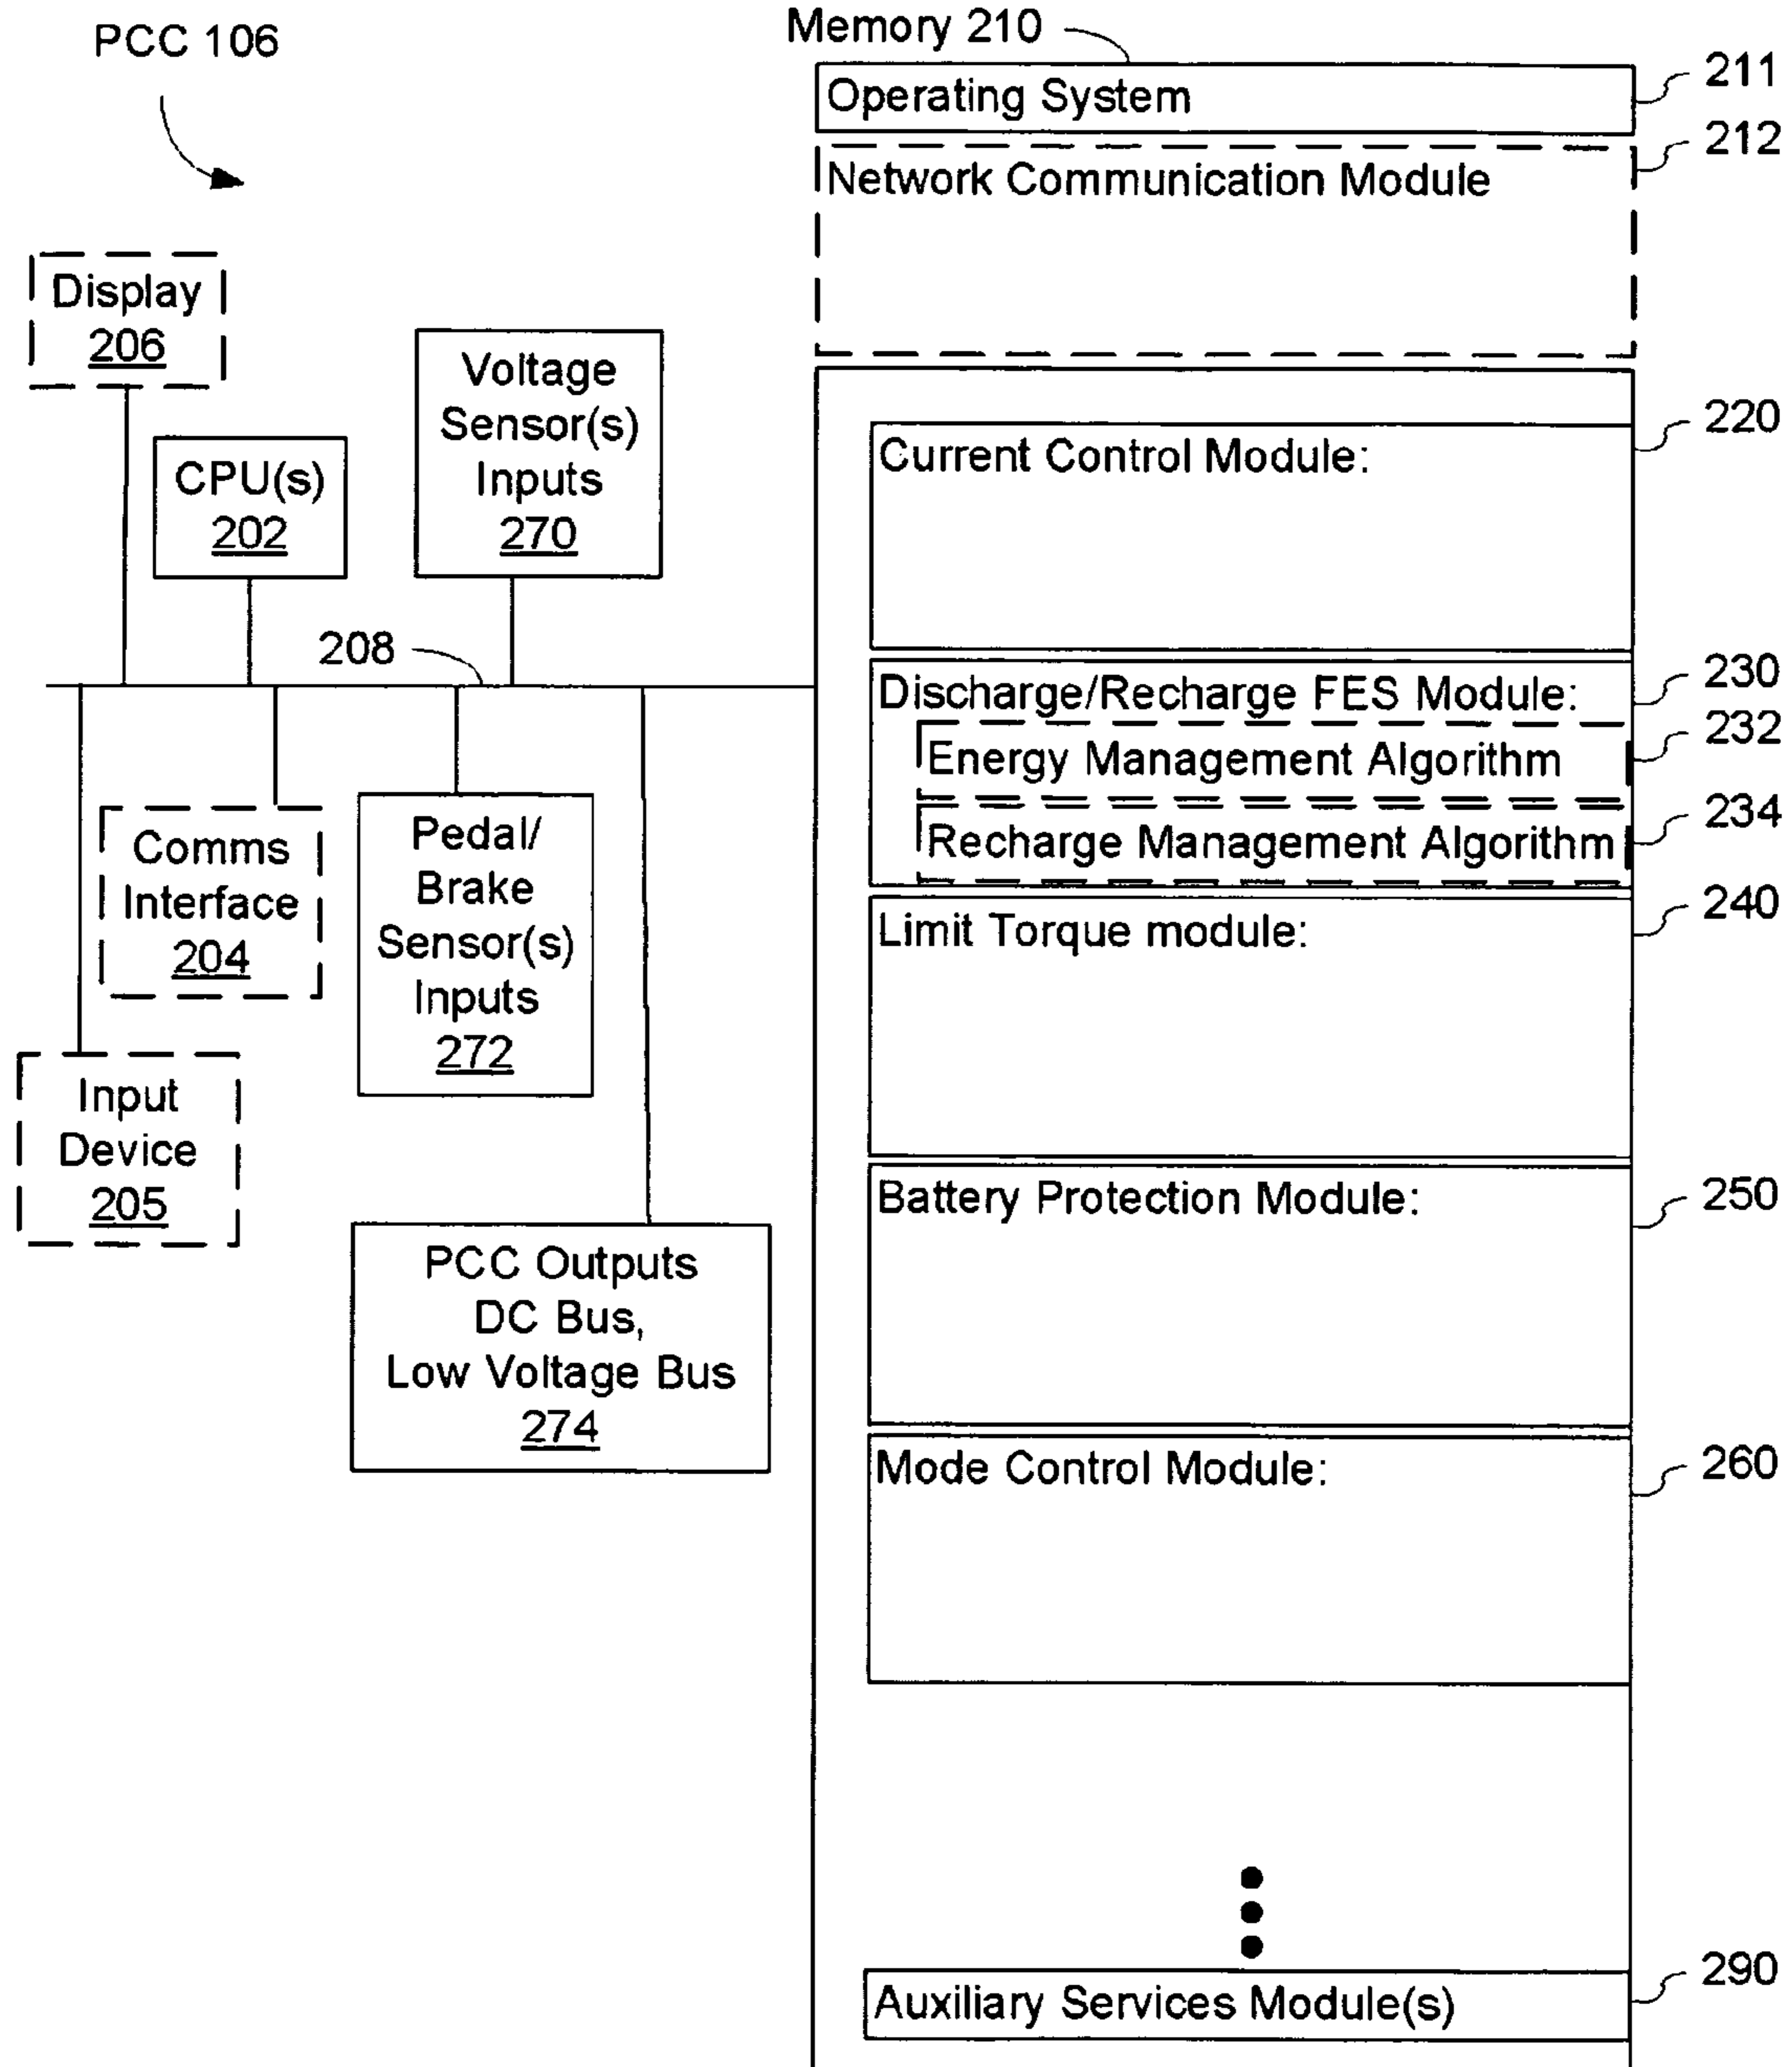 PCC 106
Memory 210
Operating System
211
Network Communication Module
212
Display
206
CPU(s)
202
Voltage
Sensor(s)
Inputs
270
208
Comms
Interface
204
Pedal/
Brake
Sensor(s)
Inputs
272
Input
Device
205
PCC Outputs
DC Bus,
Low Voltage Bus
274
Current Control Module:
220
Discharge/Recharge FES Module:
230
Energy Management Algorithm
232
Recharge Management Algorithm
234
Limit Torque module:
240
Battery Protection Module:
250
Mode Control Module:
260
Auxiliary Services Module(s)
290